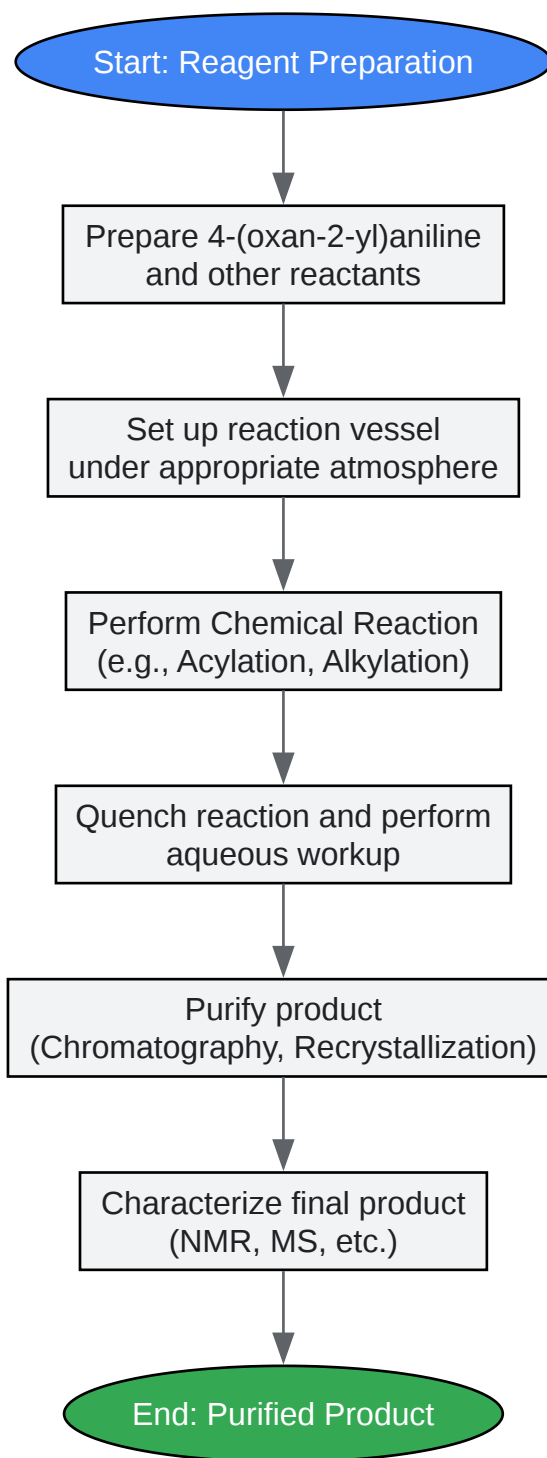 Start: Reagent Preparation
Prepare 4-(oxan-2-yl)aniline
and other reactants
Set up reaction vessel
under appropriate atmosphere
Perform Chemical Reaction
(e.g., Acylation, Alkylation)
Quench reaction and perform
aqueous workup
Purify product
(Chromatography, Recrystallization)
Characterize final product
(NMR, MS, etc.)
End: Purified Product